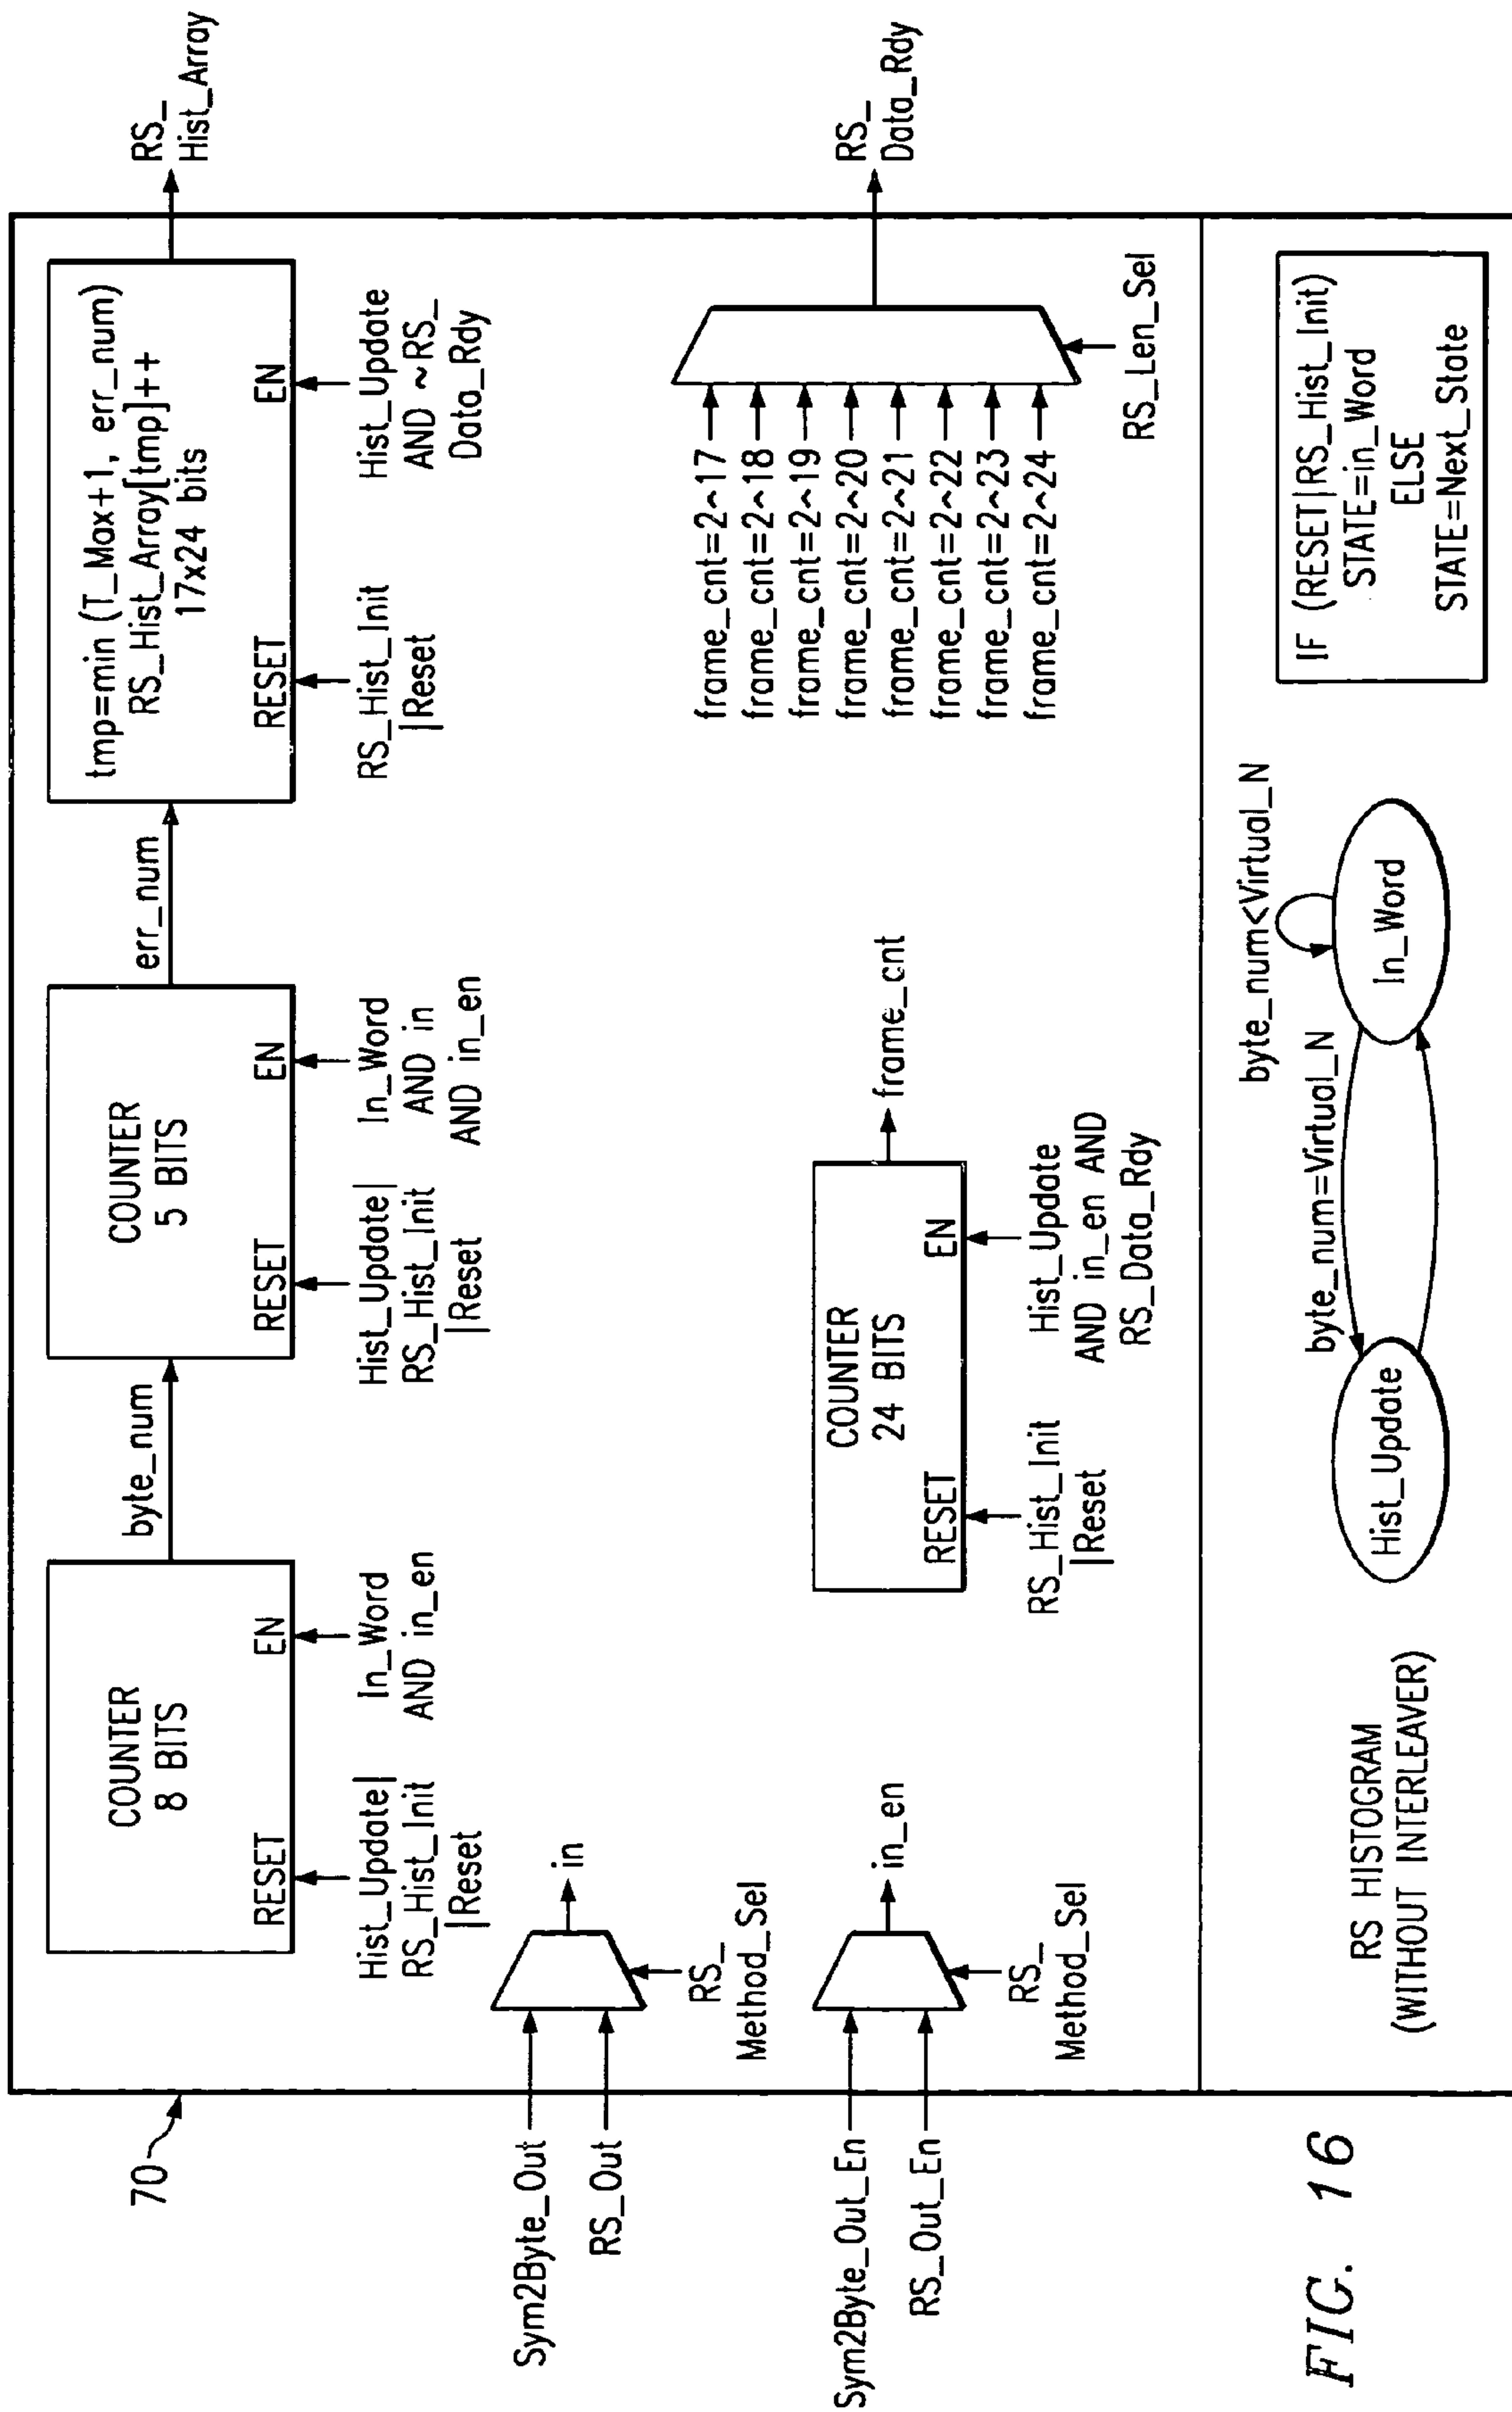 70
COUNTER
8 BITS
RESET
EN
Hist_Update|
RS_Hist_Init
|Reset
In_Word
AND in_en
byte_num
COUNTER
5 BITS
RESET
EN
Hist_Update|
RS_Hist_Init
|Reset
In_Word
AND in
AND in_en
err_num
tmp=min (T_Max+1, err_num)
RS_Hist_Array[tmp]++
17x24 bits
RESET
EN
RS_Hist_Init
|Reset
Hist_Update
AND ~RS_
Data_Rdy
RS_
Hist_Array
Sym2Byte_Out
RS_Out
in
RS_
Method_Sel
Sym2Byte_Out_En
RS_Out_En
in_en
RS_
Method_Sel
COUNTER
24 BITS
RESET
EN
RS_Hist_Init
|Reset
Hist_Update
AND in_en AND
RS_Data_Rdy
frame_cnt
frame_cnt=2^17
frame_cnt=2^18
frame_cnt=2^19
frame_cnt=2^20
frame_cnt=2^21
frame_cnt=2^22
frame_cnt=2^23
frame_cnt=2^24
RS_Len_Sel
RS_
Data_Rdy
RS HISTOGRAM
(WITHOUT INTERLEAVER)
Hist_Update
byte_num=Virtual_N
In_Word
byte_num<Virtual_N
IF (RESET|RS_Hist_Init)
STATE=in_Word
ELSE
STATE=Next_State
FIG. 16